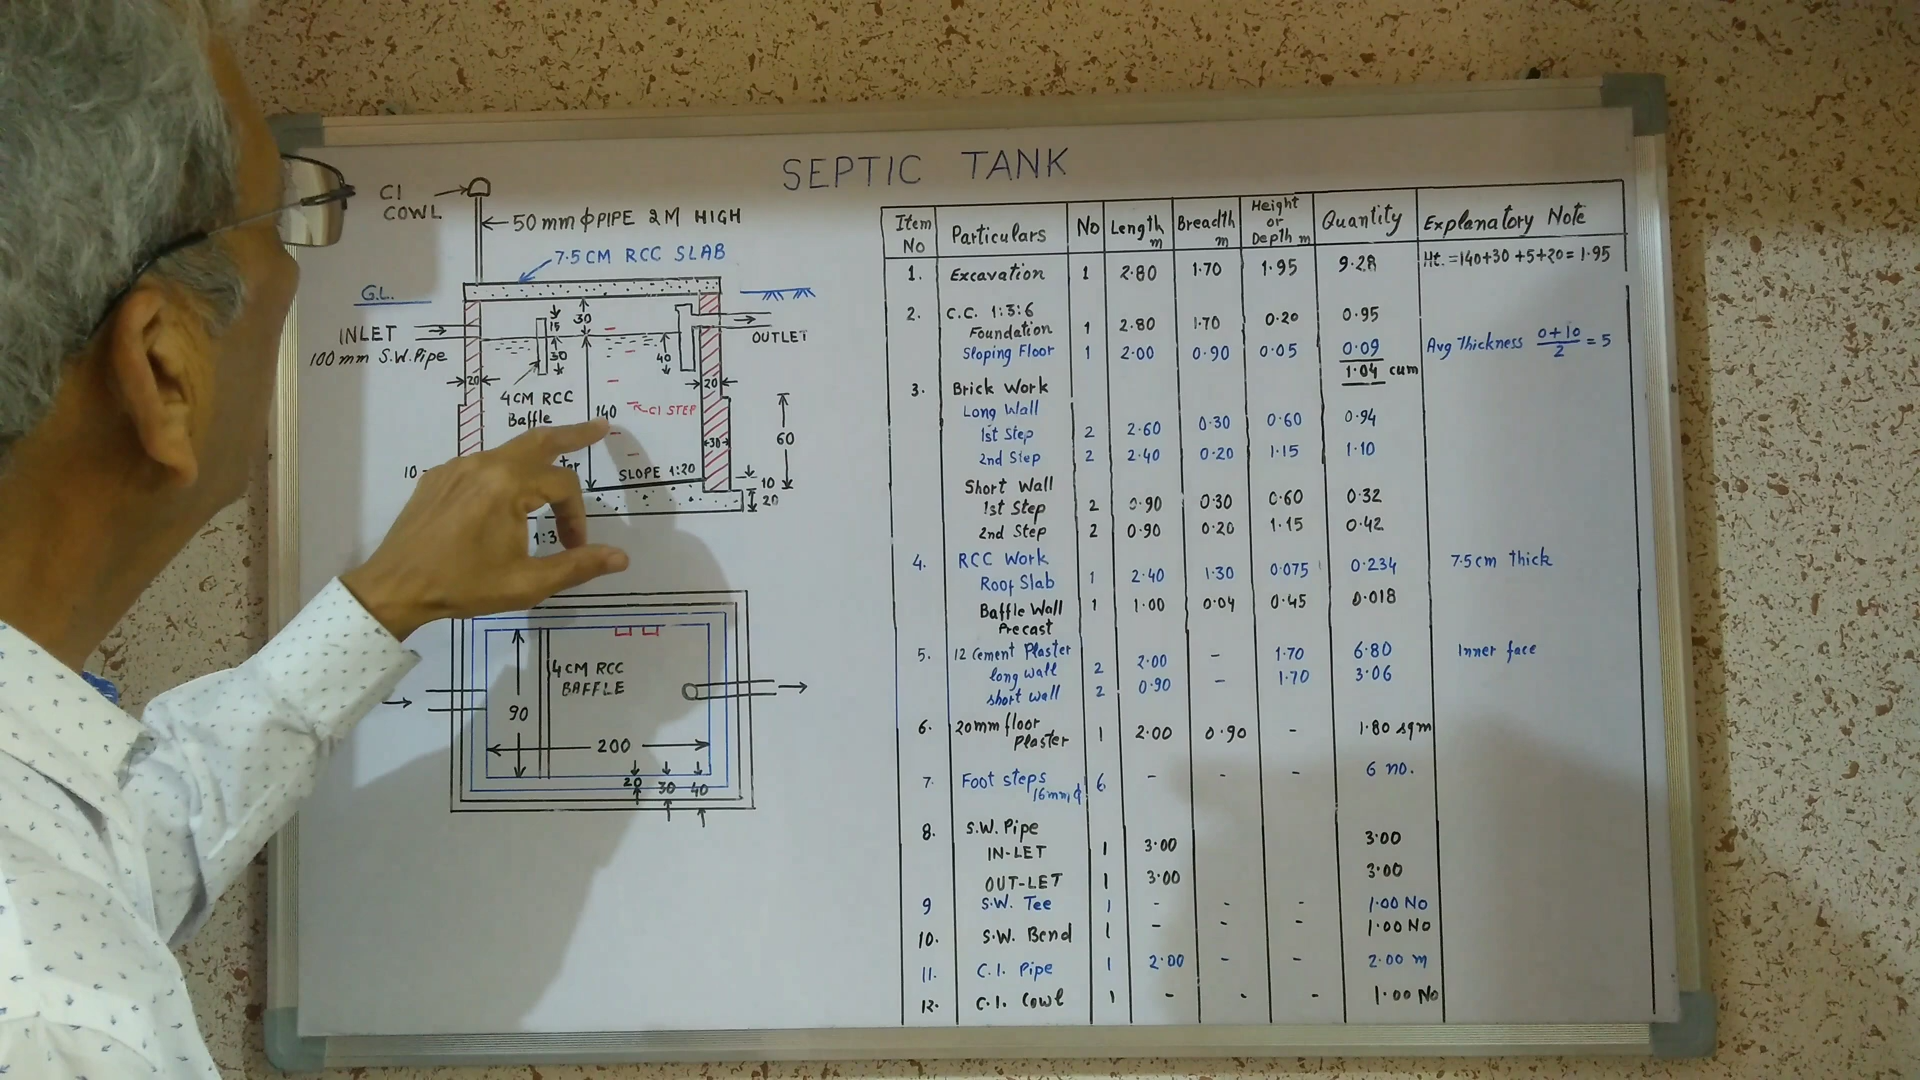 SEPTIC TANK
CI
COWL
50 mm ϕ PIPE 2M HIGH
7.5 CM RCC SLAB
G.L.
INLET
100 mm S.W. Pipe
OUTLET
15
30
30
40
20
20
4CM RCC
Baffle
140
CI STEP
60
30
10
SLOPE 1:20
10
20
1:3
4CM RCC
BAFFLE
90
200
20 30 40
Item No Particulars No Length m Breadth m Height or Depth m Quantity Explanatory Note
1. Excavation 1 2.80 1.70 1.95 9.28 Ht. =140+30+5+20= 1.95
2. C.C. 1:3:6
Foundation 1 2.80 1.70 0.20 0.95
Sloping Floor 1 2.00 0.90 0.05 0.09 Avg Thickness 0+10/2 = 5
1.04 cum
3. Brick Work
Long Wall
1st Step 2 2.60 0.30 0.60 0.94
2nd Step 2 2.40 0.20 1.15 1.10
Short Wall
1st Step 2 0.90 0.30 0.60 0.32
2nd Step 2 0.90 0.20 1.15 0.42
4. RCC Work
Roof Slab 1 2.40 1.30 0.075 0.234 7.5cm thick
Baffle Wall 1 1.00 0.04 0.45 0.018
Precast
5. 12 Cement Plaster
long wall 2 2.00 - 1.70 6.80 Inner face
short wall 2 0.90 - 1.70 3.06
6. 20mm floor
Plaster 1 2.00 0.90 - 1.80 sqm
7. Foot steps
16mm, ϕ 6 - - - 6 no.
8. S.W. Pipe
IN-LET 1 3.00 3.00
OUT-LET 1 3.00 3.00
9 S.W. Tee 1 - - - 1.00 No
10. S.W. Bend 1 - - - 1.00 No
11. C.I. Pipe 1 2.00 - - 2.00 m
12. C.I. Cowl 1 - - - 1.00 No